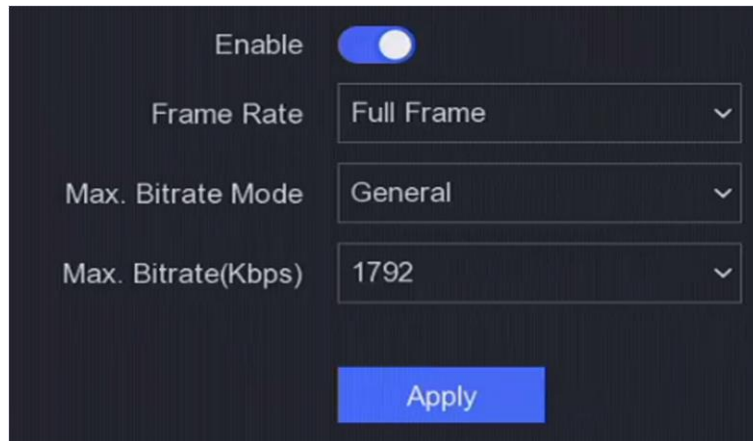 Enable
Frame Rate Full Frame
Max. Bitrate Mode General
Max. Bitrate(Kbps) 1792
Apply